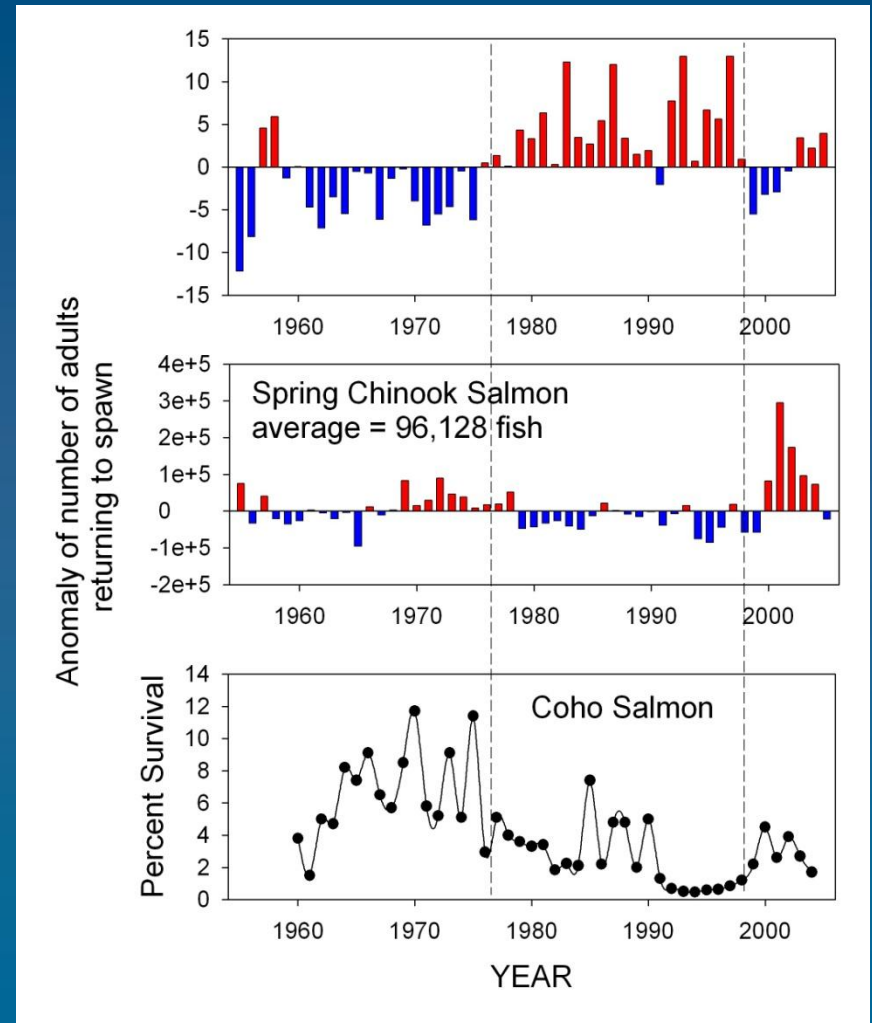 Anomaly of number of adults
returning to spawn
15
10
5
0
-5
-10
-15
1960 1970 1980 1990 2000
4e+5
3e+5
2e+5
1e+5
0
-1e+5
-2e+5
Spring Chinook Salmon
average = 96,128 fish
1960 1970 1980 1990 2000
Percent Survival
14
12
10
8
6
4
2
0
Coho Salmon
1960 1970 1980 1990 2000
YEAR